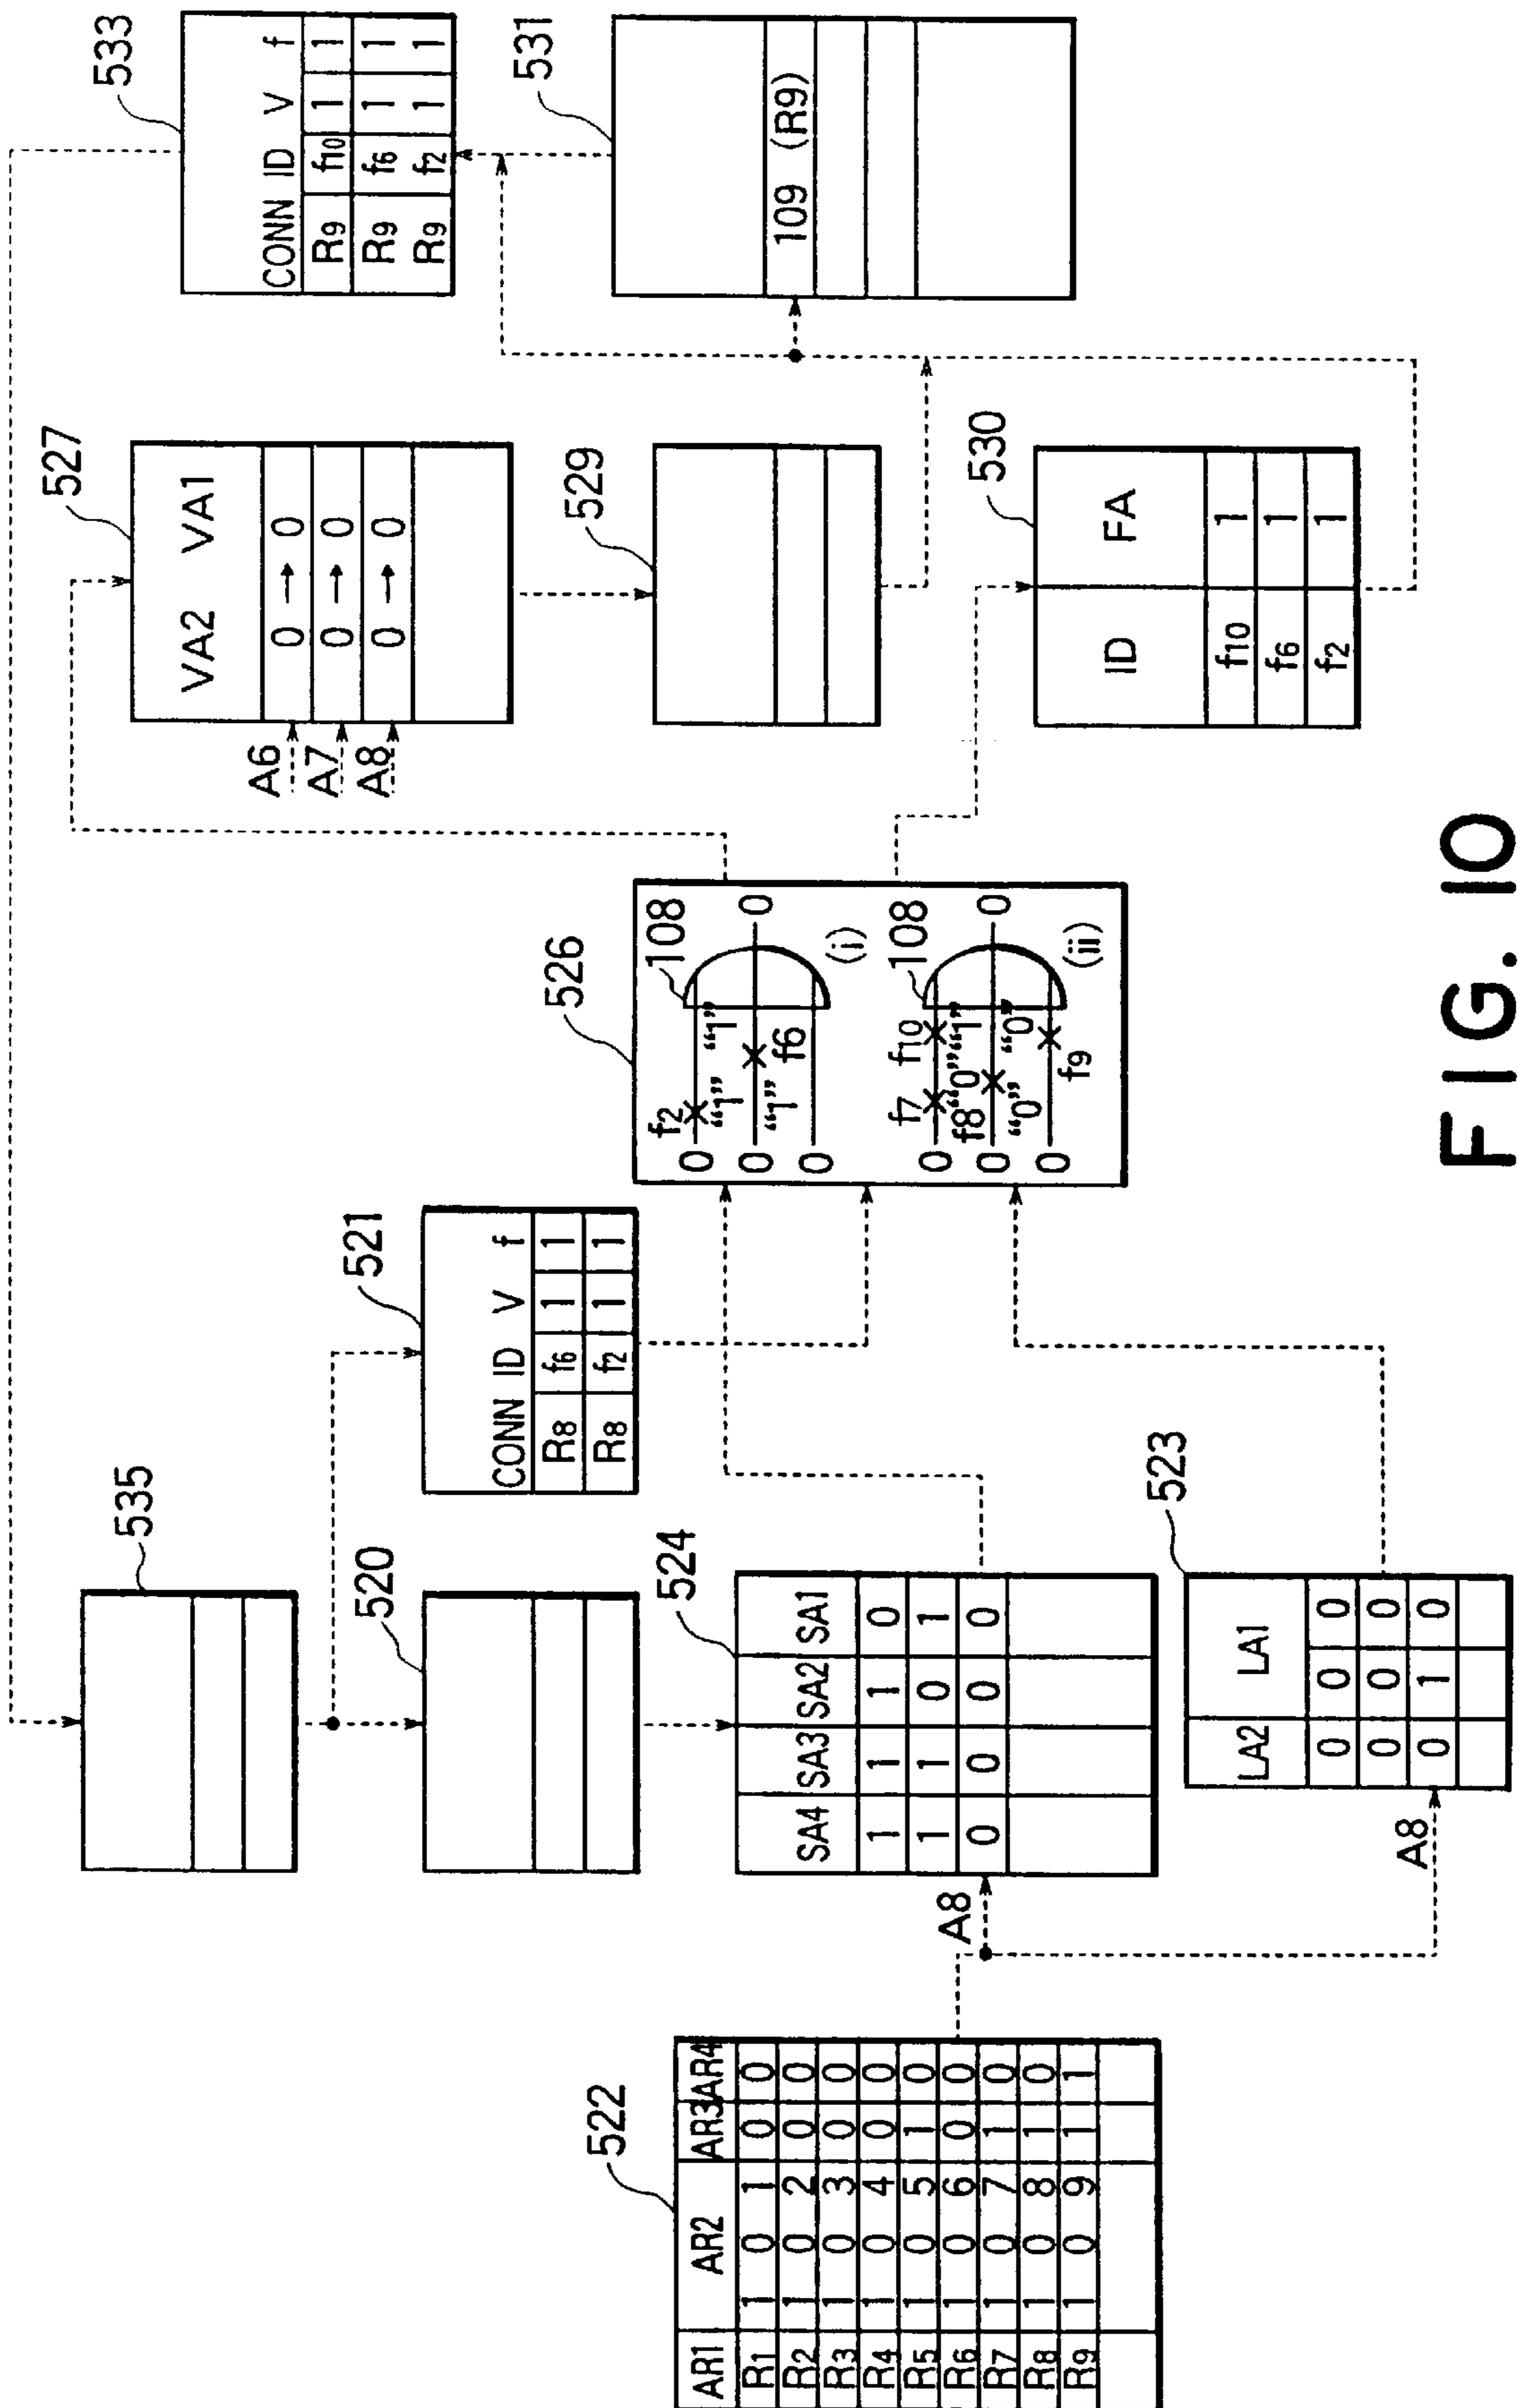 533
CONN ID V f
R9 f10 1 1
R9 f6 1 1
R9 f2 1 1
531
109 (R9)
527
VA2 VA1
A6 0 → 0
A7 0 → 0
A8 0 → 0
529
530
ID FA
f10 1
f6 1
f2 1
526
108
f2
0 "1" "1"
0 0
"1" f6
0
(i)
108
f7 f10
0 "0" "1"
f8
0 0
"0" "0"
0 f9
(ii)
521
CONN ID V f
R8 f6 1 1
R8 f2 1 1
535
520
524
SA4 SA3 SA2 SA1
1 1 1 0
1 1 0 1
A8 0 0 0 0
523
LA2 LA1
0 0 0
0 0 0
A8 0 1 0
522
AR1 AR2 AR3 AR4
R1 1 0 1 0 0
R2 1 0 2 0 0
R3 1 0 3 0 0
R4 1 0 4 0 0
R5 1 0 5 1 0
R6 1 0 6 0 0
R7 1 0 7 1 0
R8 1 0 8 1 0
R9 1 0 9 1 1
FIG. 10